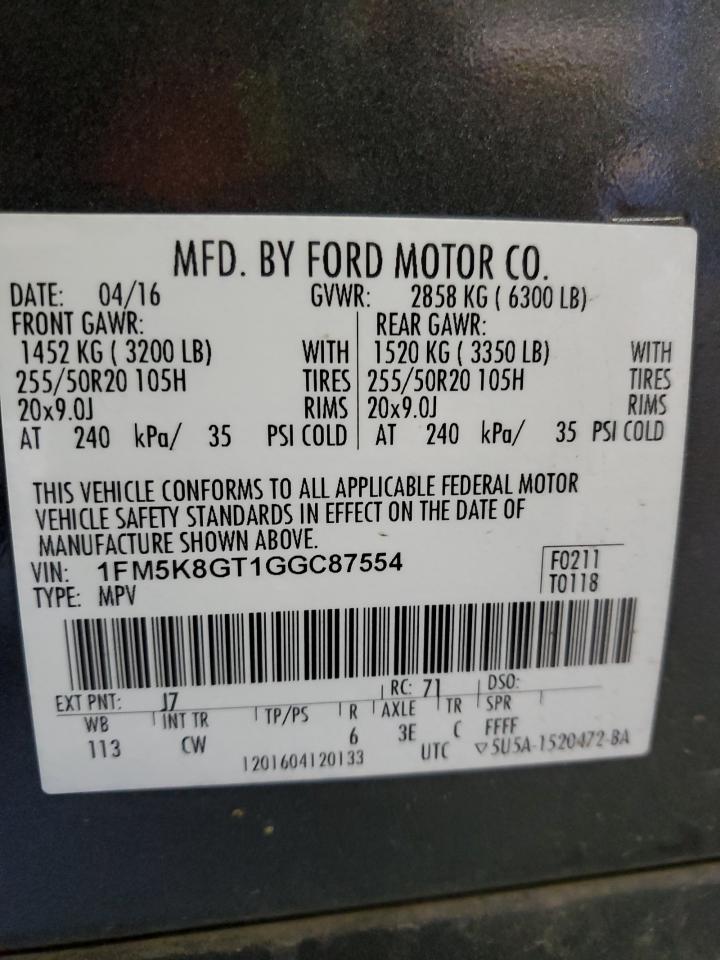 MFD. BY FORD MOTOR CO.
DATE: 04/16 GVWR: 2858 KG ( 6300 LB)
FRONT GAWR: REAR GAWR:
1452 KG ( 3200 LB) WITH 1520 KG ( 3350 LB) WITH
255/50R20 105H TIRES 255/50R20 105H TIRES
20x9.0J RIMS 20x9.0J RIMS
AT 240 kPa/ 35 PSI COLD AT 240 kPa/ 35 PSI COLD
THIS VEHICLE CONFORMS TO ALL APPLICABLE FEDERAL MOTOR
VEHICLE SAFETY STANDARDS IN EFFECT ON THE DATE OF
MANUFACTURE SHOWN ABOVE.
VIN: 1FM5K8GT1GGC87554 F0211
TYPE: MPV T0118
EXT PNT: J7 RC: 71 DSO:
WB INT TR TP/PS R AXLE TR SPR
113 CW 6 3E C FFFF
1201604120133 UTC ▽5U5A-1520472-BA